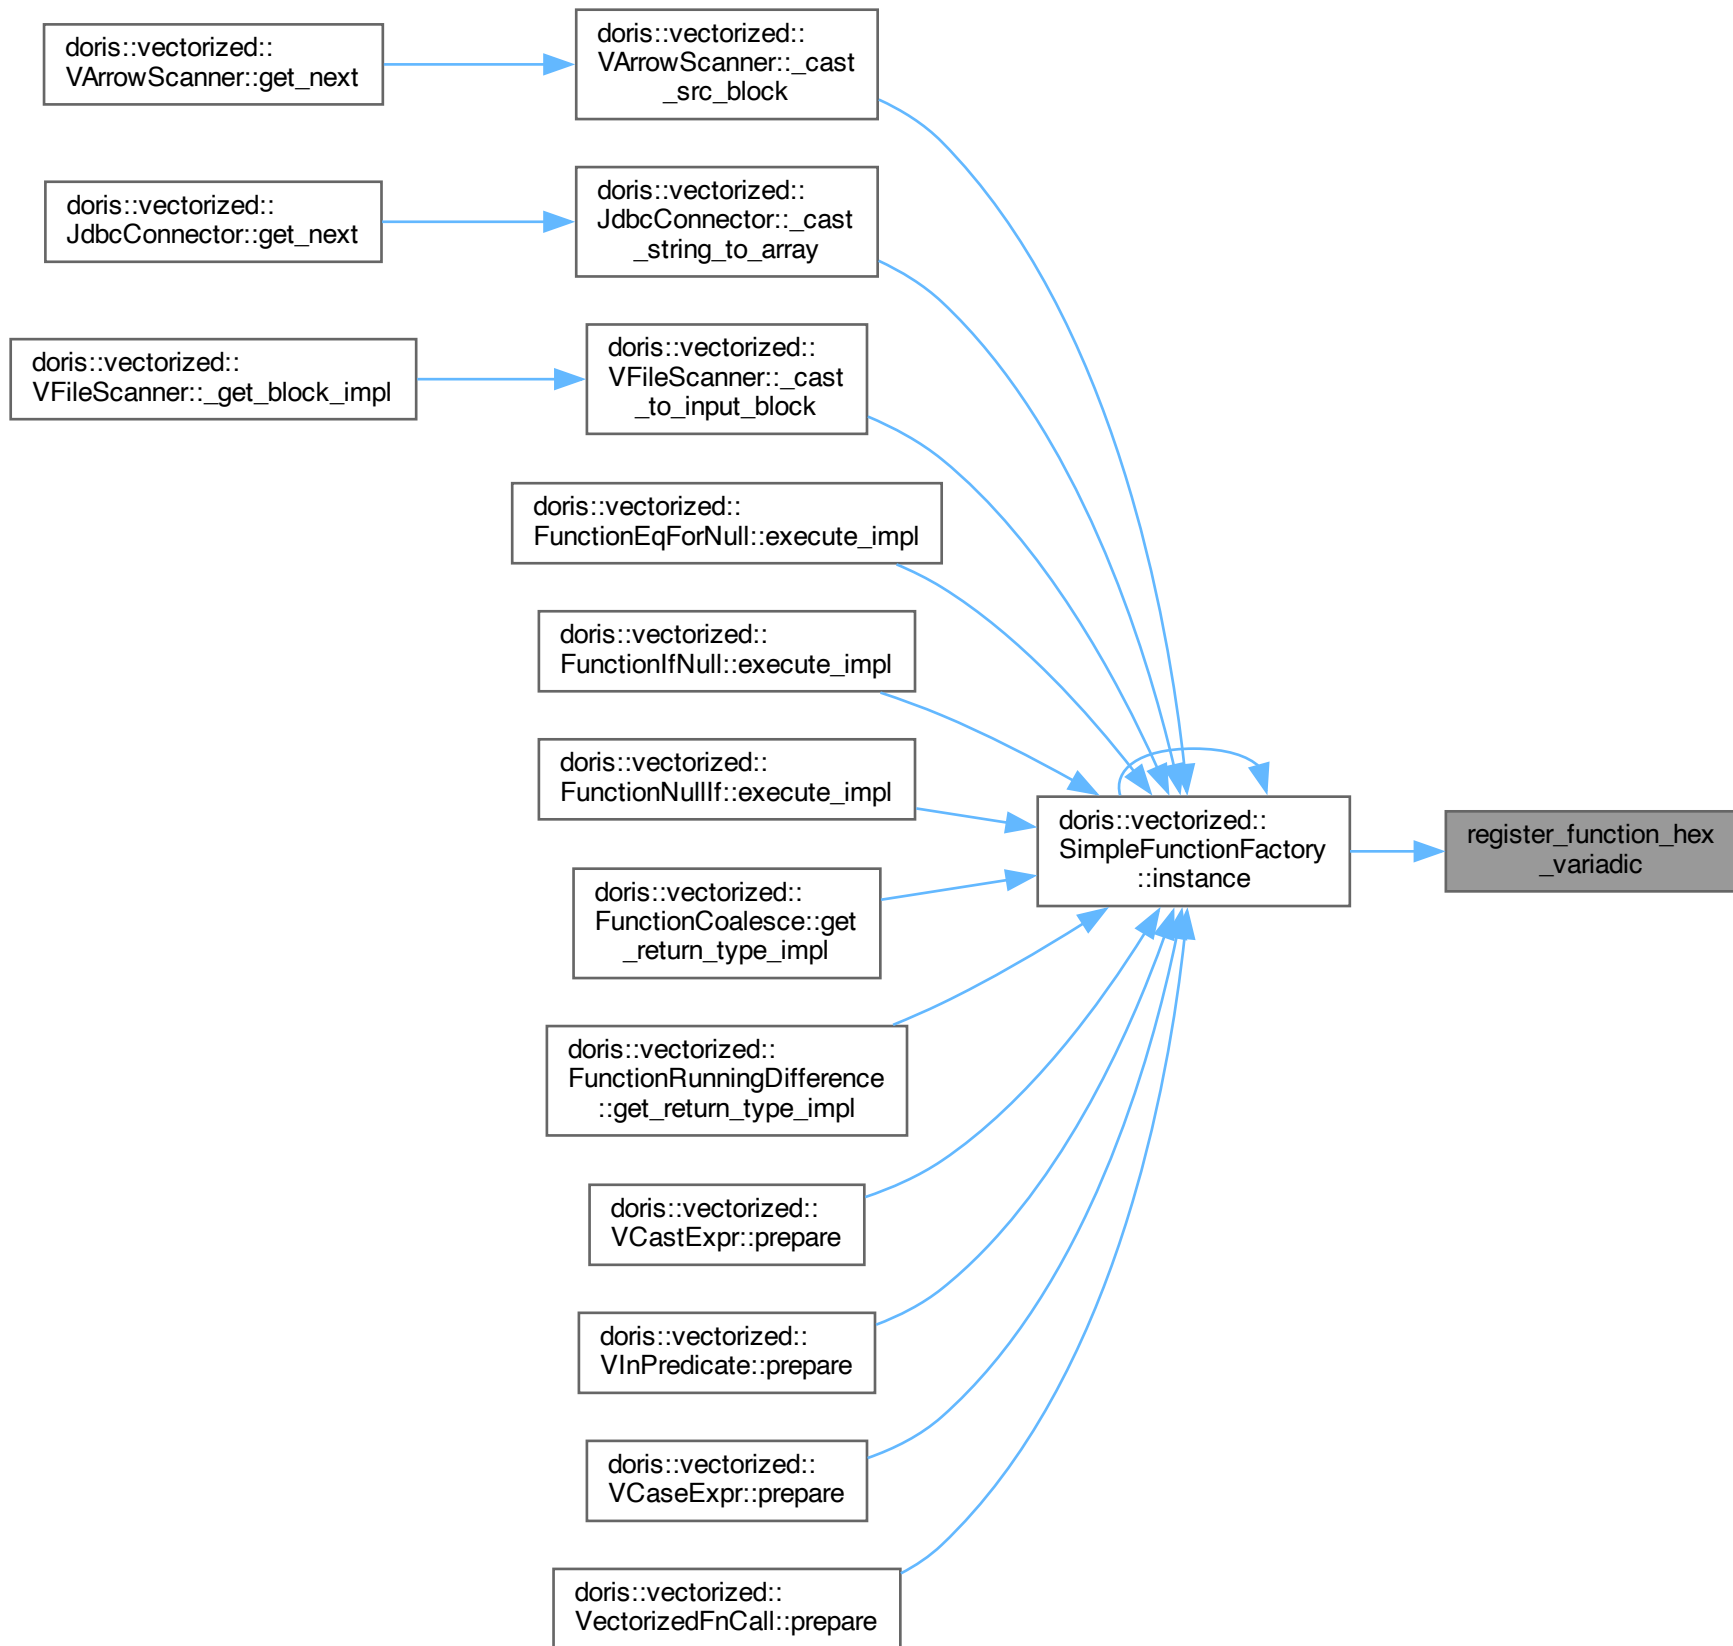 doris::vectorized::
VArrowScanner::get_next
doris::vectorized::
VArrowScanner::_cast
_src_block
doris::vectorized::
JdbcConnector::get_next
doris::vectorized::
JdbcConnector::_cast
_string_to_array
doris::vectorized::
VFileScanner::_get_block_impl
doris::vectorized::
VFileScanner::_cast
_to_input_block
doris::vectorized::
FunctionEqForNull::execute_impl
doris::vectorized::
FunctionIfNull::execute_impl
doris::vectorized::
FunctionNullIf::execute_impl
doris::vectorized::
SimpleFunctionFactory
::instance
register_function_hex
_variadic
doris::vectorized::
FunctionCoalesce::get
_return_type_impl
doris::vectorized::
FunctionRunningDifference
::get_return_type_impl
doris::vectorized::
VCastExpr::prepare
doris::vectorized::
VInPredicate::prepare
doris::vectorized::
VCaseExpr::prepare
doris::vectorized::
VectorizedFnCall::prepare